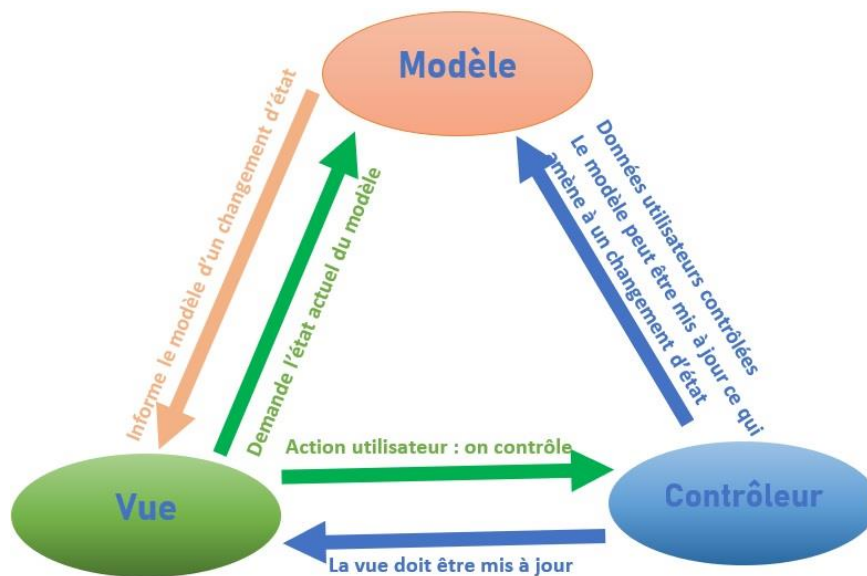 Modèle
Informe le modèle d'un changement d'état
Demande l'état actuel du modèle
Données utilisateurs contrôlées
Le modèle peut être mis à jour ce qui
amène à un changement d'état
Action utilisateur : on contrôle
Vue
Contrôleur
La vue doit être mis à jour